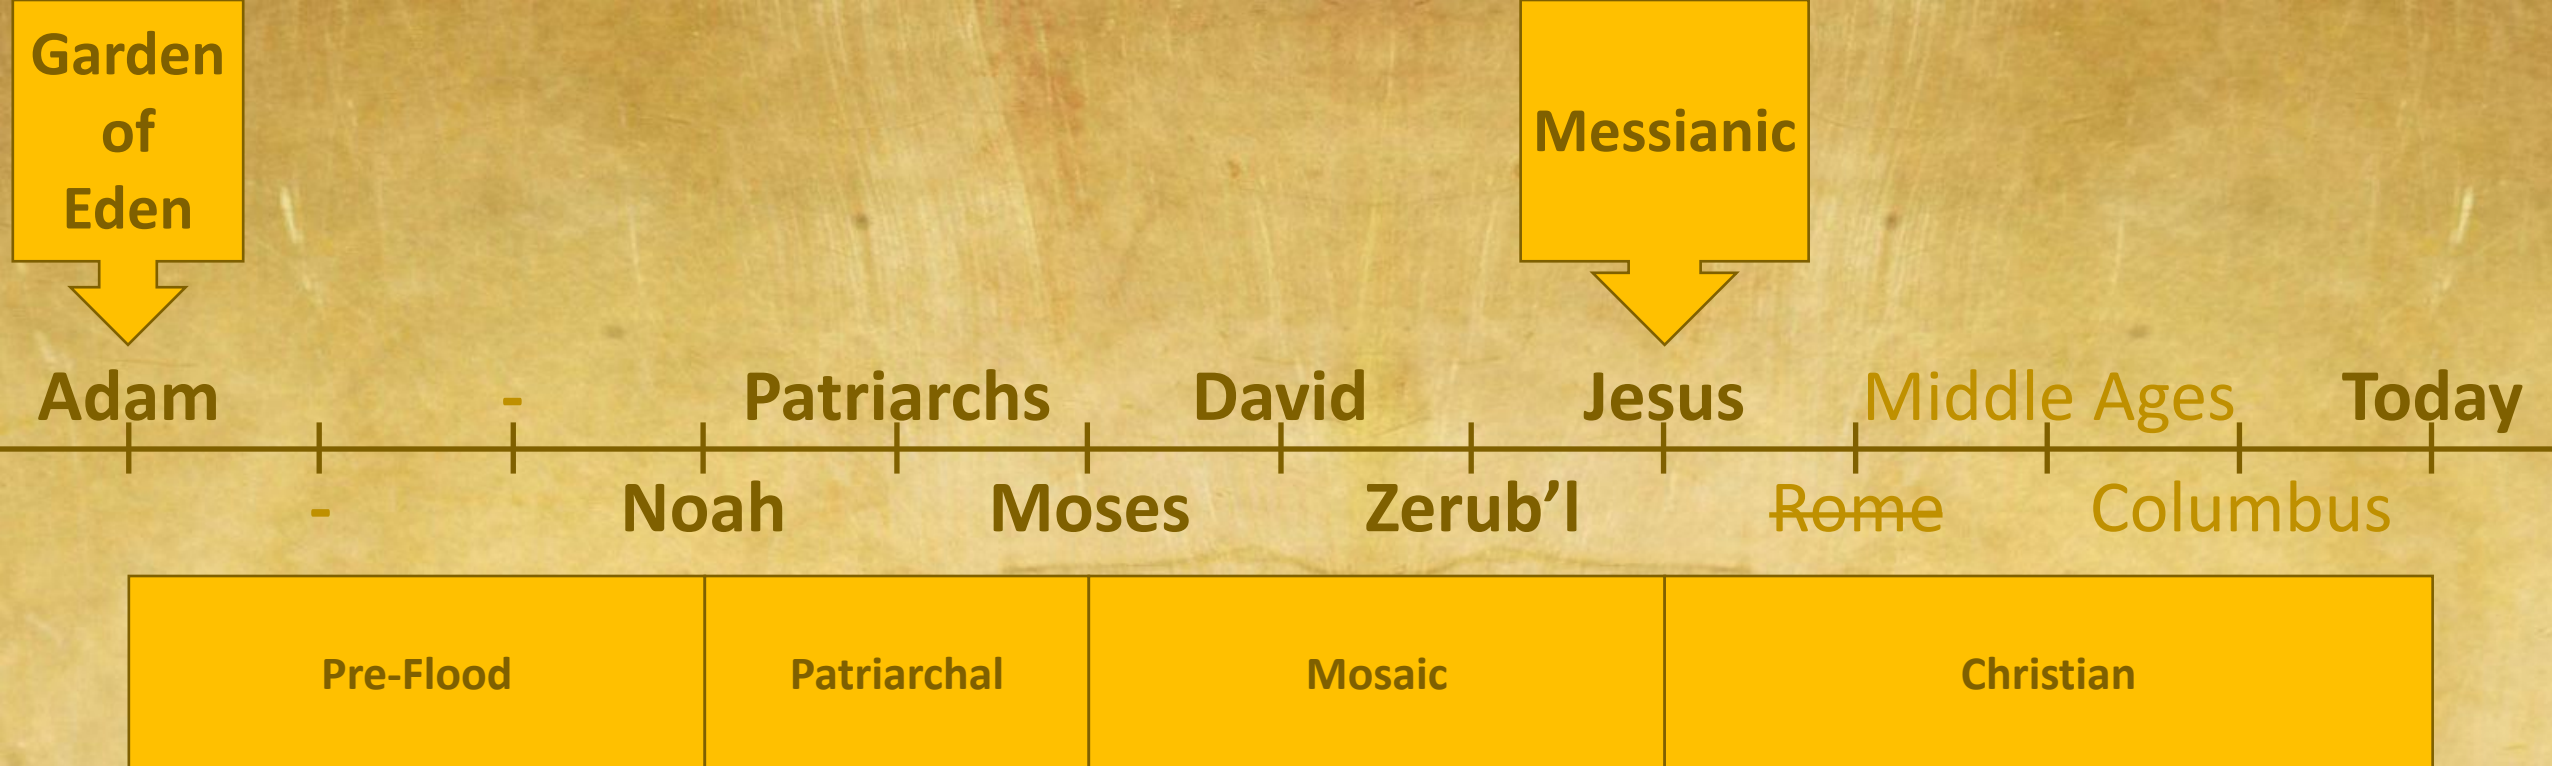 Garden
of
Eden
Messianic
Adam - Patriarchs David Jesus Middle Ages Today
- Noah Moses Zerub’l Rome Columbus
Pre-Flood Patriarchal Mosaic Christian